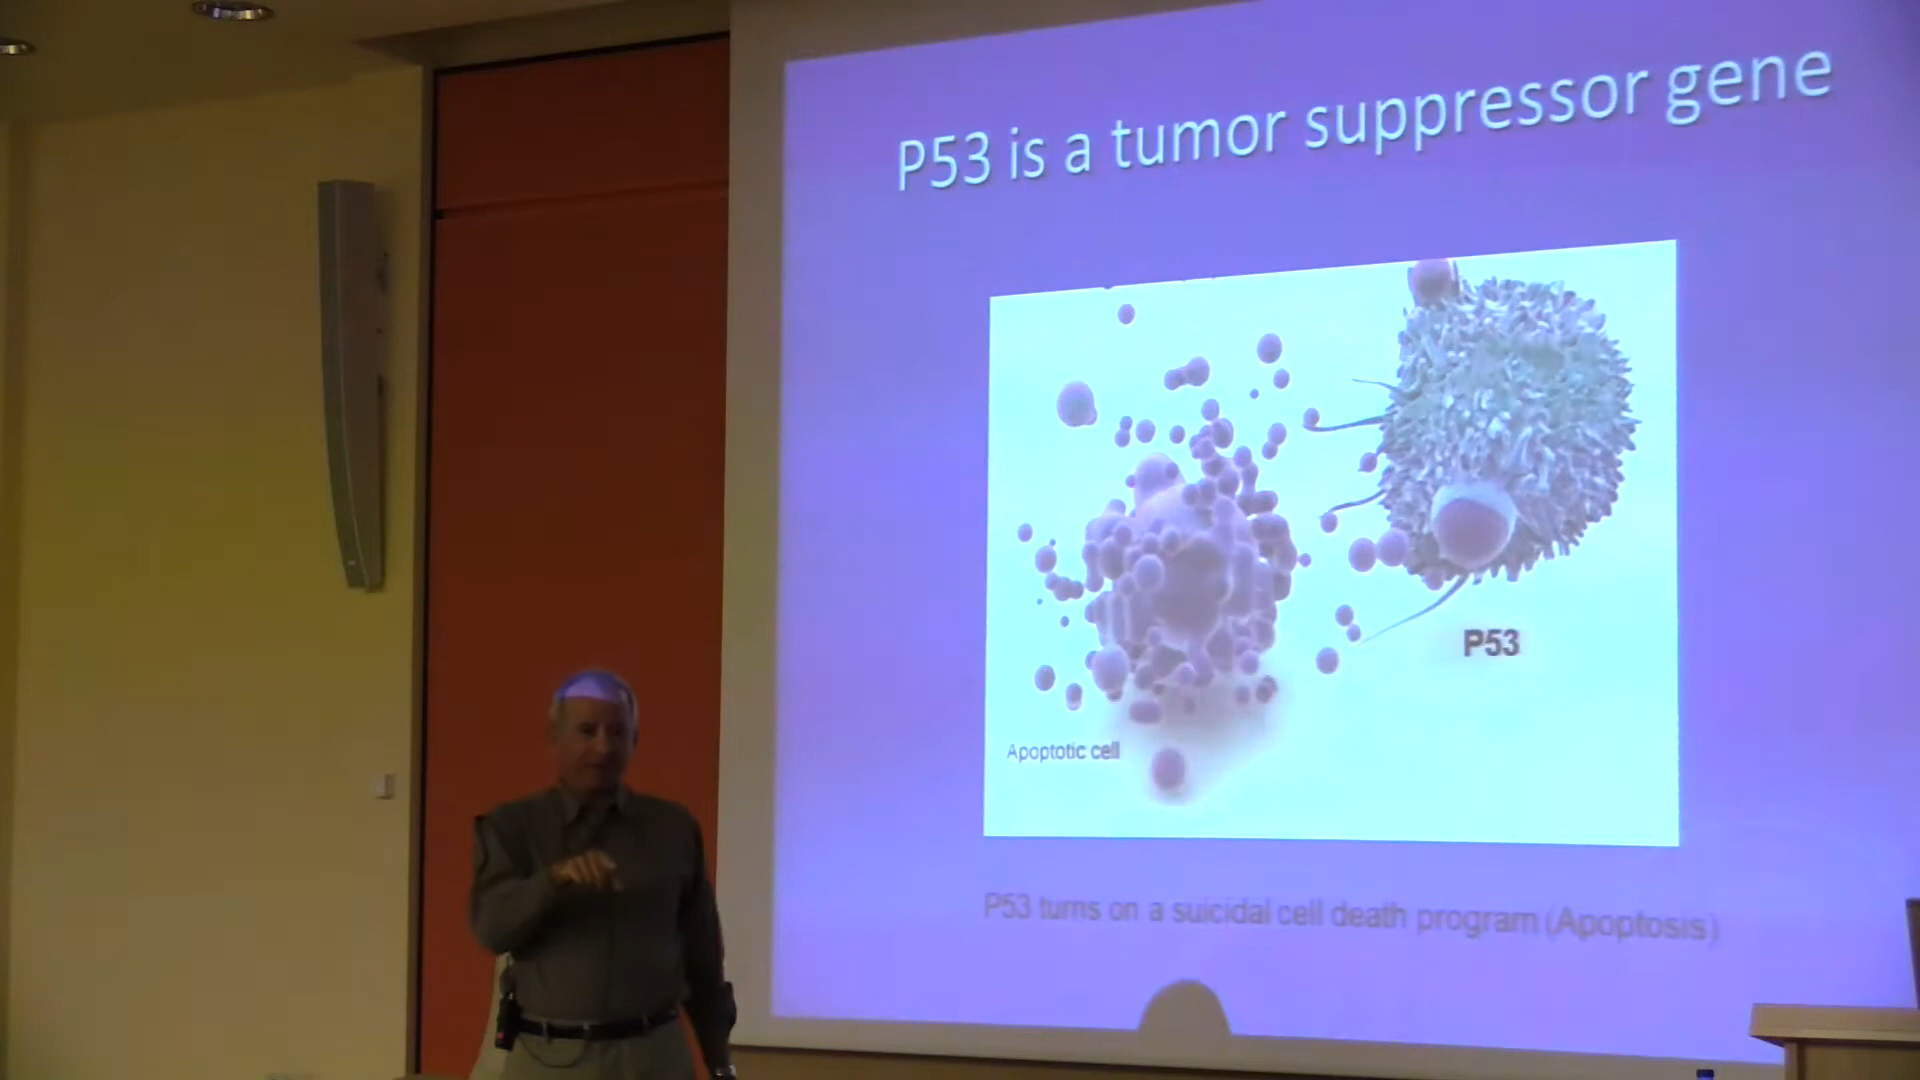 P53 is a tumor suppressor gene
P53
Apoptotic cell
P53 turns on a suicidal cell death program (Apoptosis)